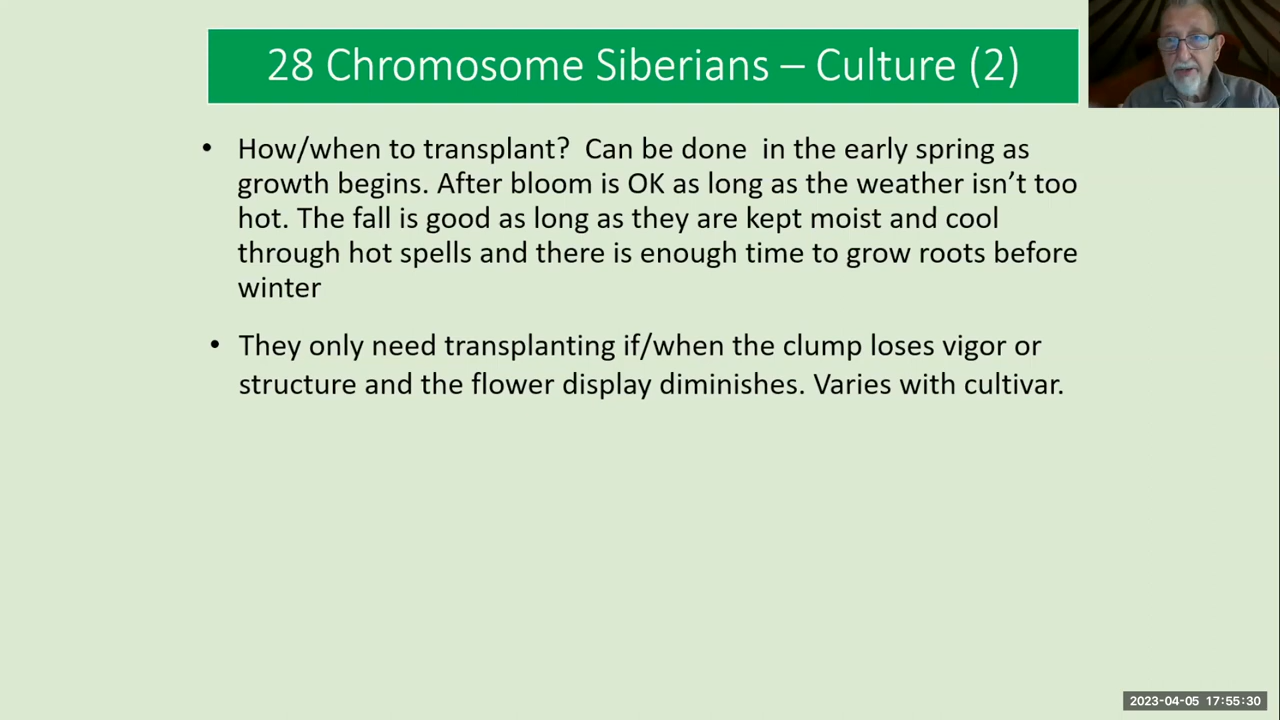 28 Chromosome Siberians – Culture (2)
• How/when to transplant?  Can be done  in the early spring as
growth begins. After bloom is OK as long as the weather isn’t too
hot. The fall is good as long as they are kept moist and cool
through hot spells and there is enough time to grow roots before
winter
• They only need transplanting if/when the clump loses vigor or
structure and the flower display diminishes. Varies with cultivar.
2023-04-05  17:55:30